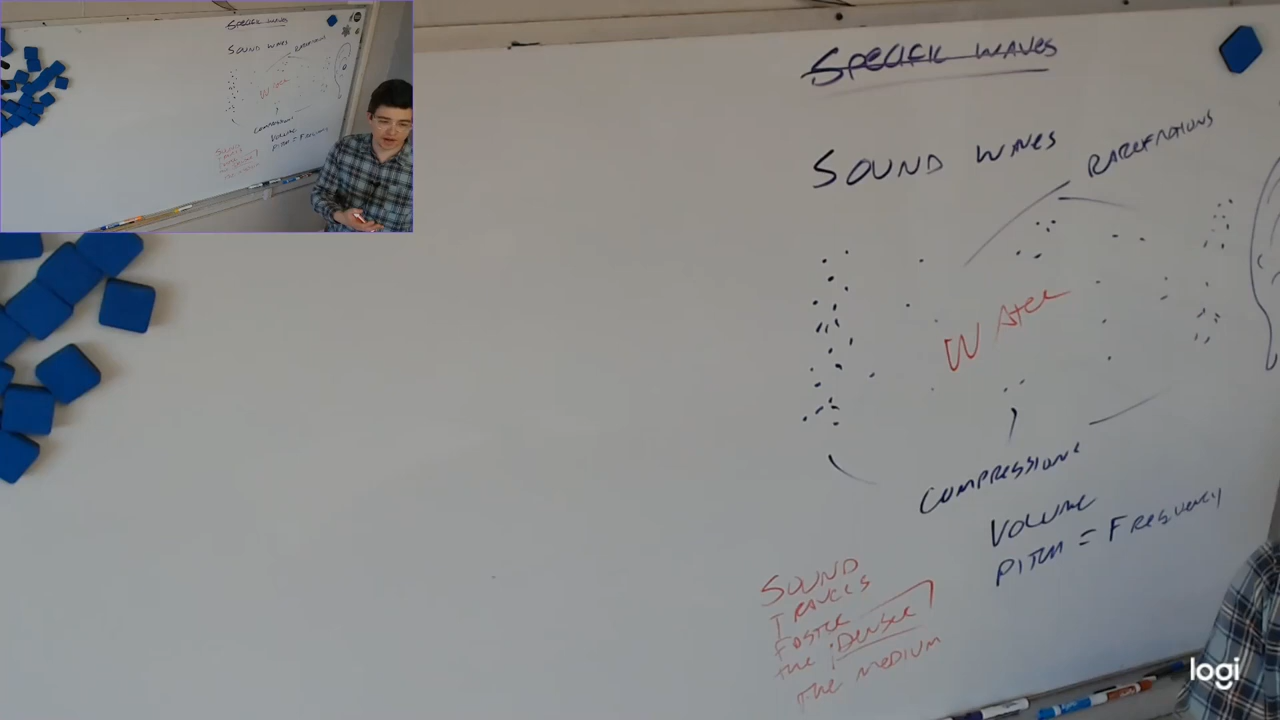 SPECIFIC WAVES
SOUND WAVES
RAREFACTIONS
WATER
COMPRESSIONS
VOLUME
PITCH = FREQUENCY
SOUND
TRAVELS
FASTER
THE DENSER
THE MEDIUM
logi